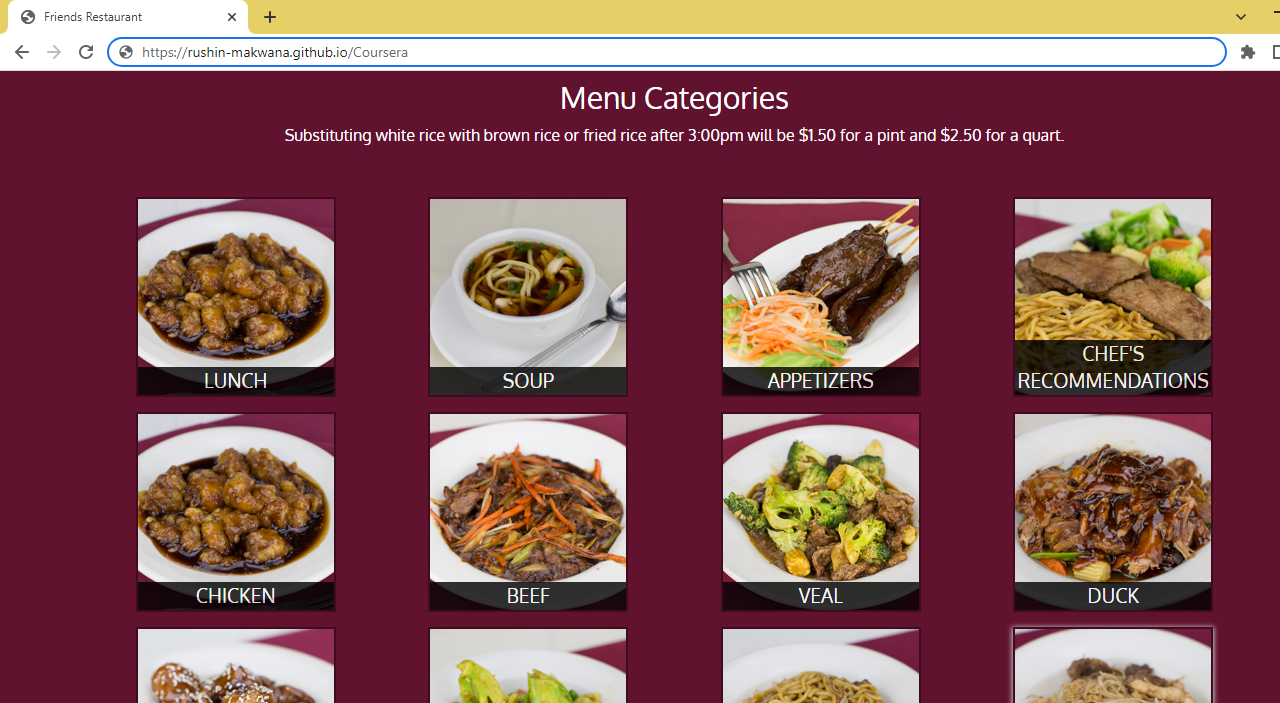 Friends Restaurant
https://rushin-makwana.github.io/Coursera
Menu Categories
Substituting white rice with brown rice or fried rice after 3:00pm will be $1.50 for a pint and $2.50 for a quart.
LUNCH
SOUP
APPETIZERS
CHEF'S
RECOMMENDATIONS
CHICKEN
BEEF
VEAL
DUCK